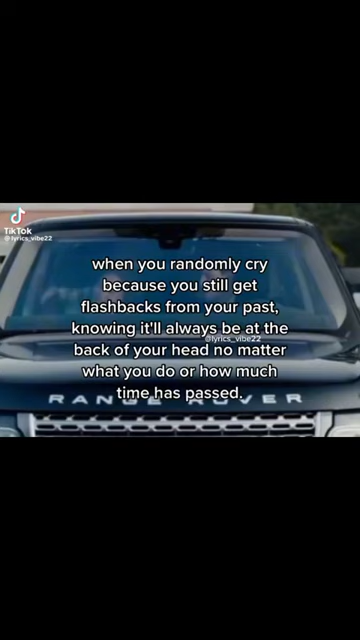 TikTok
@lyrics_vibe22
when you randomly cry
because you still get
flashbacks from your past,
knowing it'll always be at the
@lyrics_vibe22
back of your head no matter
what you do or how much
time has passed.
RANGE ROVER